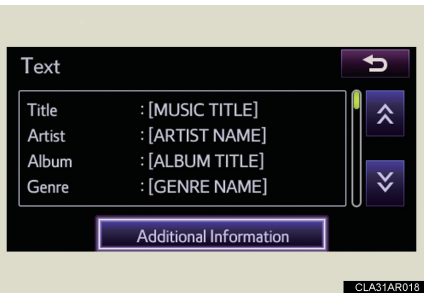 Text
Title : [MUSIC TITLE]
Artist : [ARTIST NAME]
Album : [ALBUM TITLE]
Genre : [GENRE NAME]
Additional Information
CLA31AR018